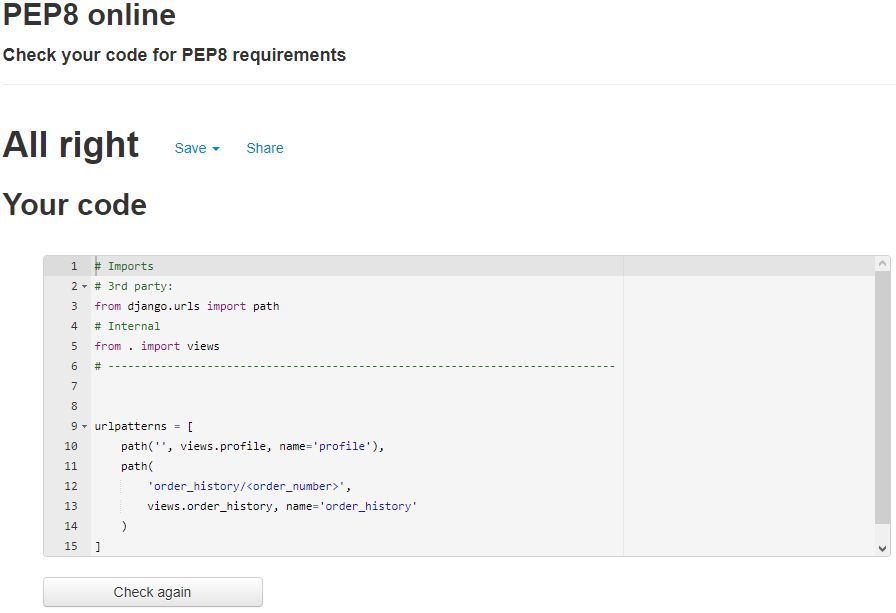 PEP8 online
Check your code for PEP8 requirements
All right Save Share
Your code
1 # Imports
2 # 3rd party:
3 from django.urls import path
4 # Internal
5 from . import views
6 # -----------------------------------------------------------------------------
7
8
9 urlpatterns = [
10     path('', views.profile, name='profile'),
11     path(
12         'order_history/<order_number>',
13         views.order_history, name='order_history'
14     )
15 ]
Check again